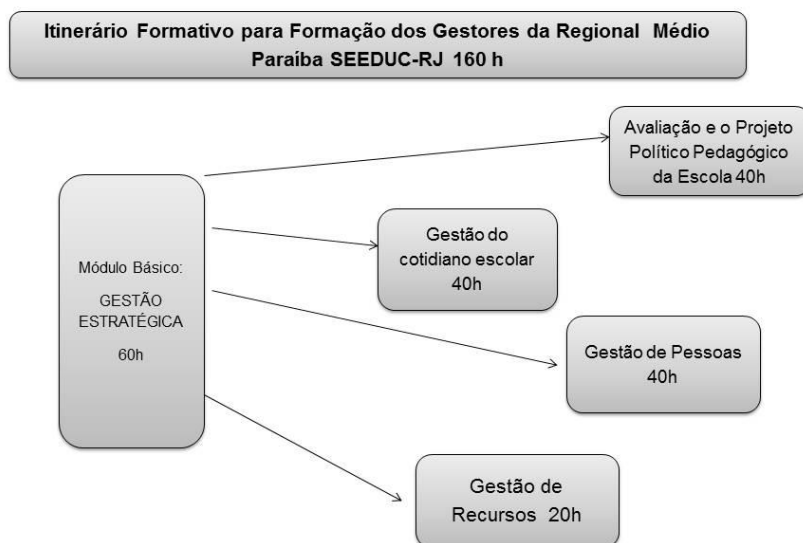 Itinerário Formativo para Formação dos Gestores da Regional Médio
Paraíba SEEDUC-RJ 160 h
Avaliação e o Projeto
Político Pedagógico
da Escola 40h
Módulo Básico:
GESTÃO
ESTRATÉGICA
60h
Gestão do
cotidiano escolar
40h
Gestão de Pessoas
40h
Gestão de
Recursos 20h